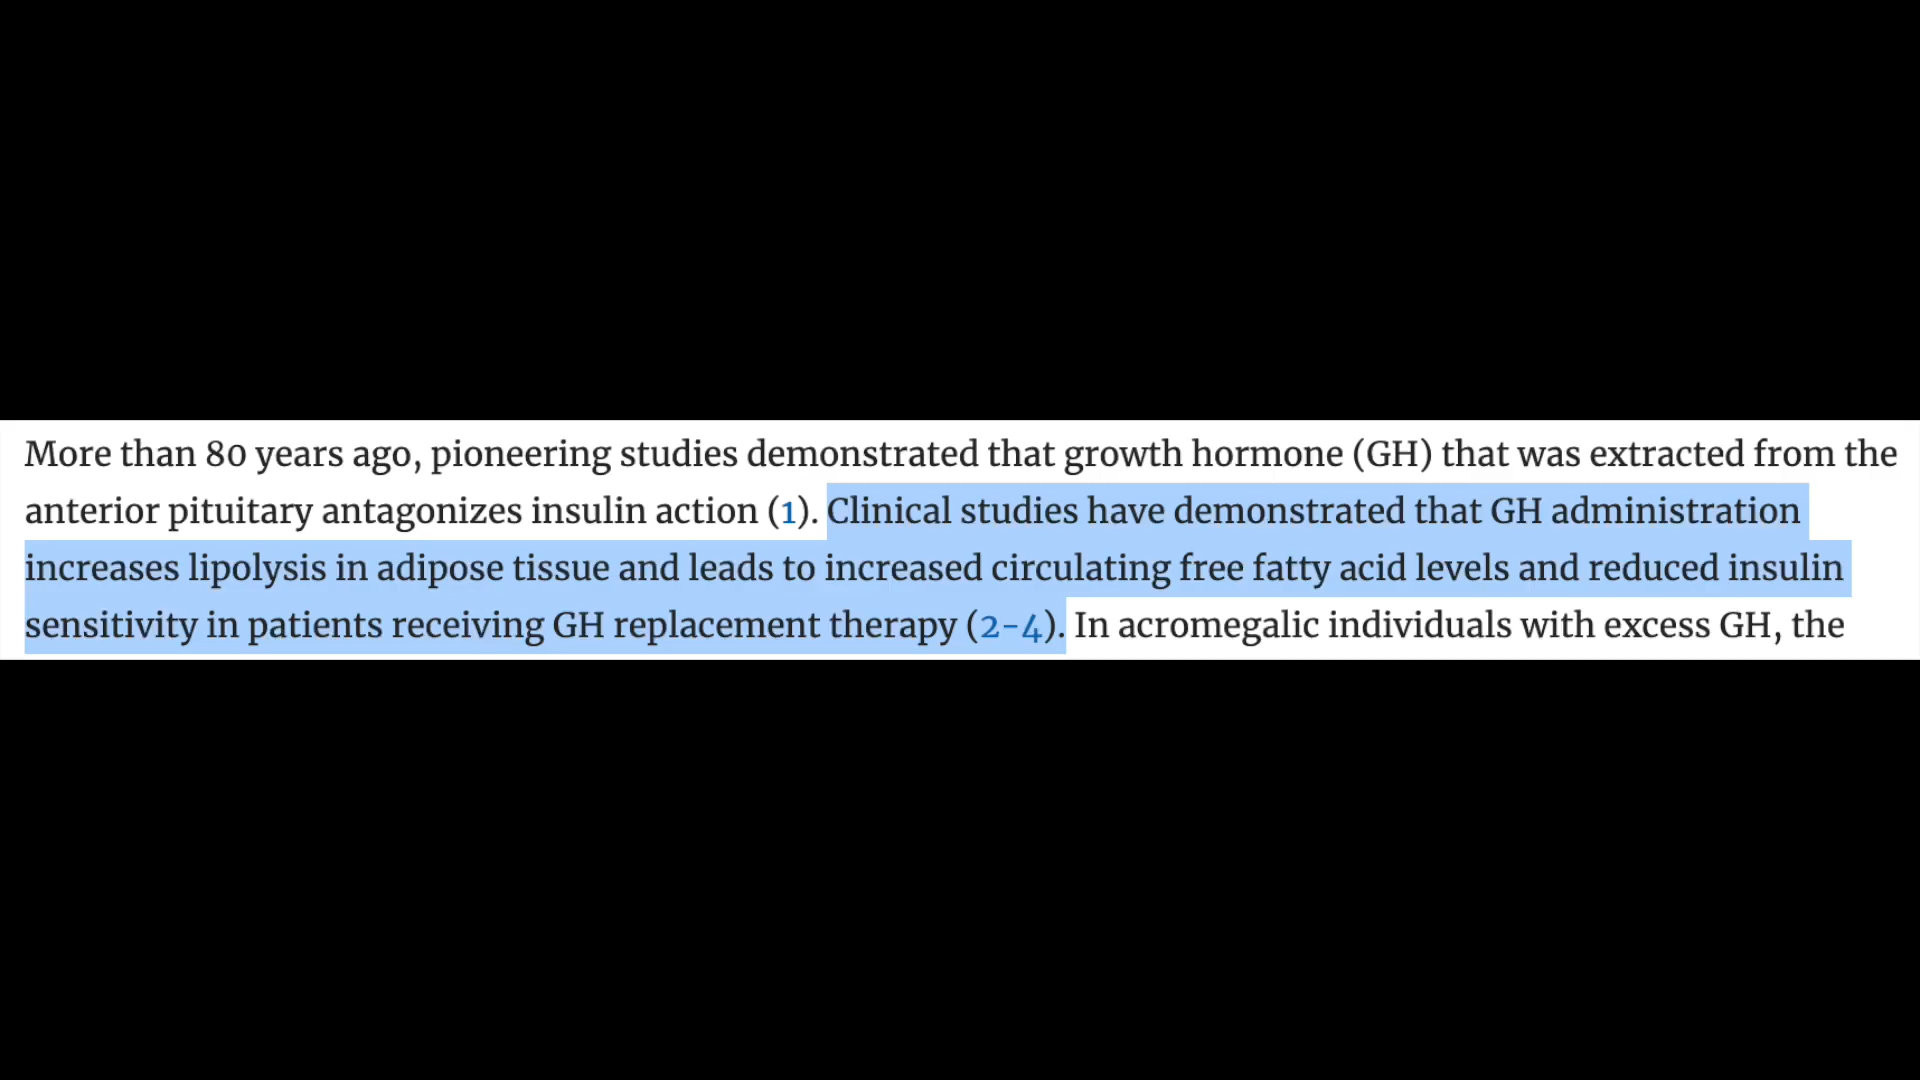 More than 80 years ago, pioneering studies demonstrated that growth hormone (GH) that was extracted from the
anterior pituitary antagonizes insulin action (1). Clinical studies have demonstrated that GH administration
increases lipolysis in adipose tissue and leads to increased circulating free fatty acid levels and reduced insulin
sensitivity in patients receiving GH replacement therapy (2-4). In acromegalic individuals with excess GH, the